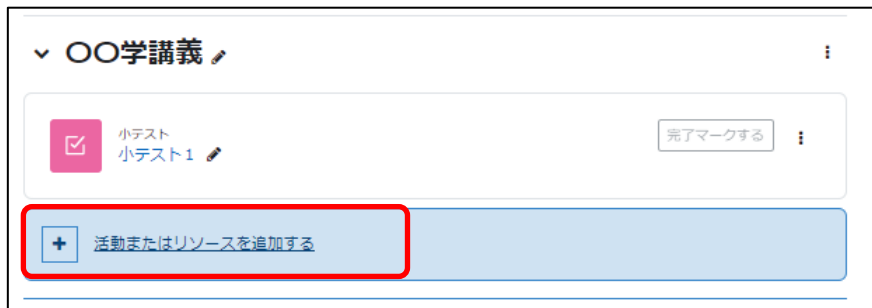 〇〇学講義
小テスト
小テスト１
完了マークする
活動またはリソースを追加する